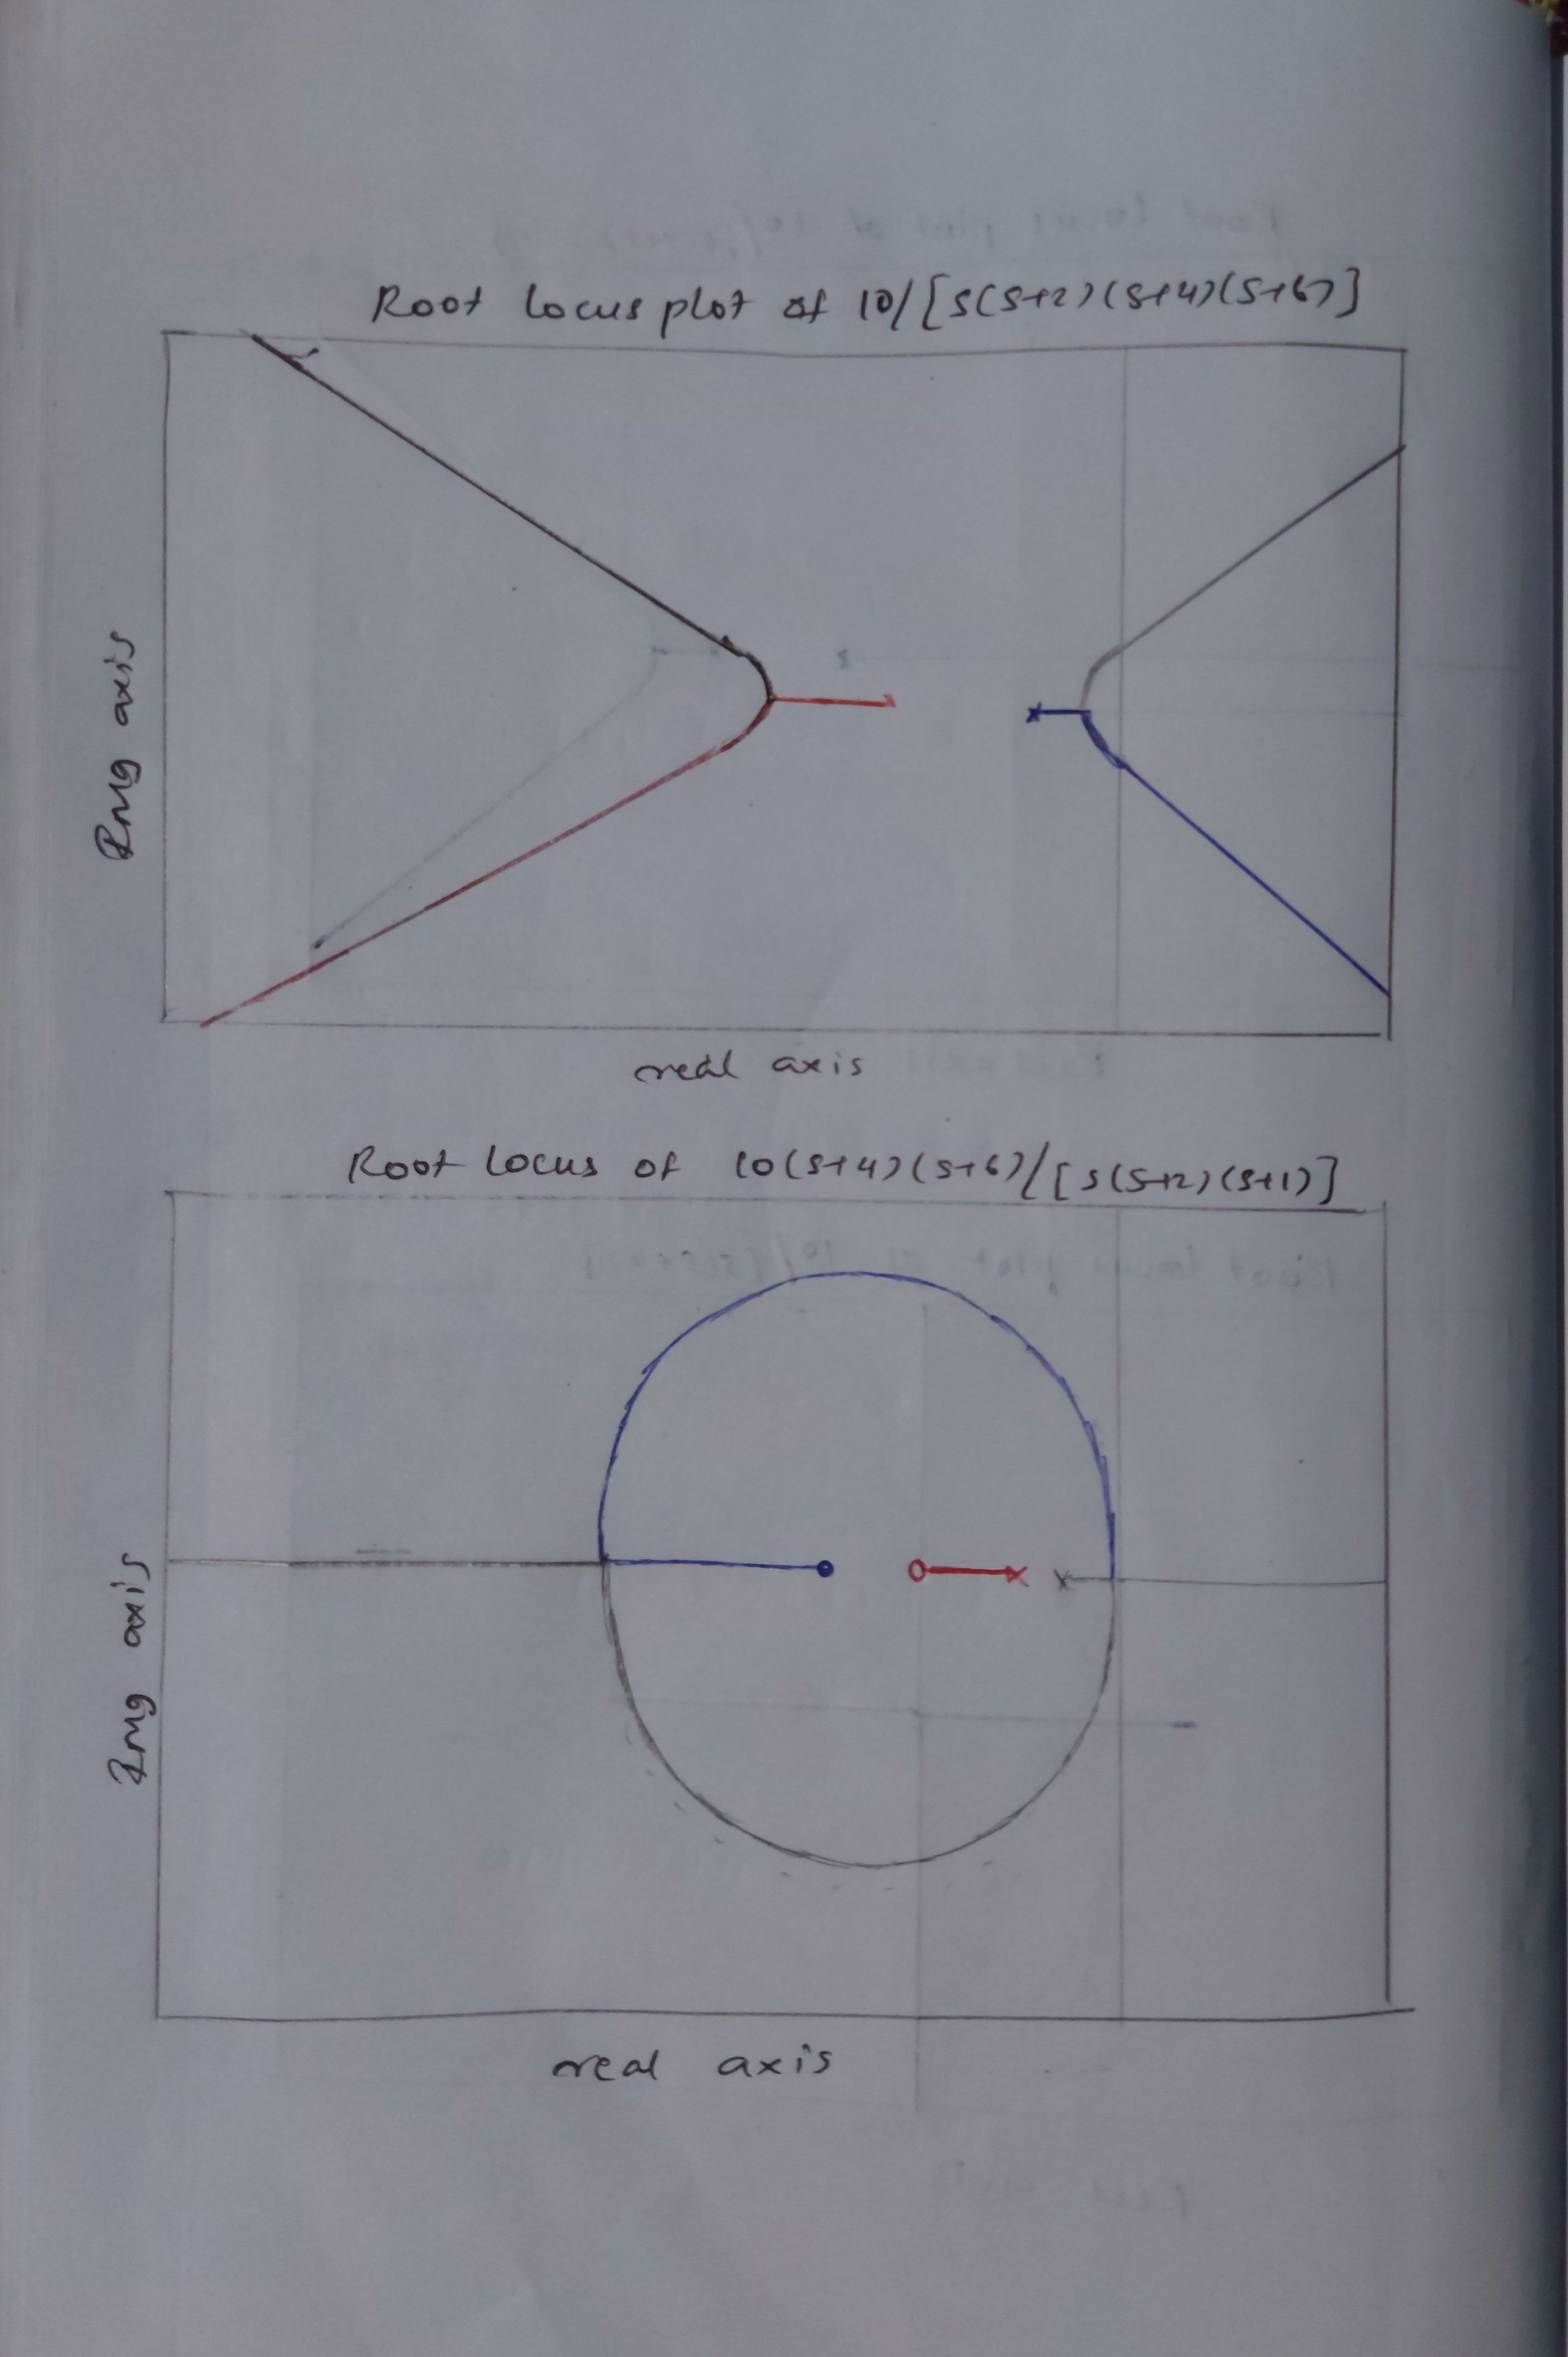 Root locus plot of 10/[s(s+2)(s+4)(s+6)]
Img axis
real axis
Root locus of 10(s+4)(s+6)/[s(s+2)(s+1)]
Img axis
real axis